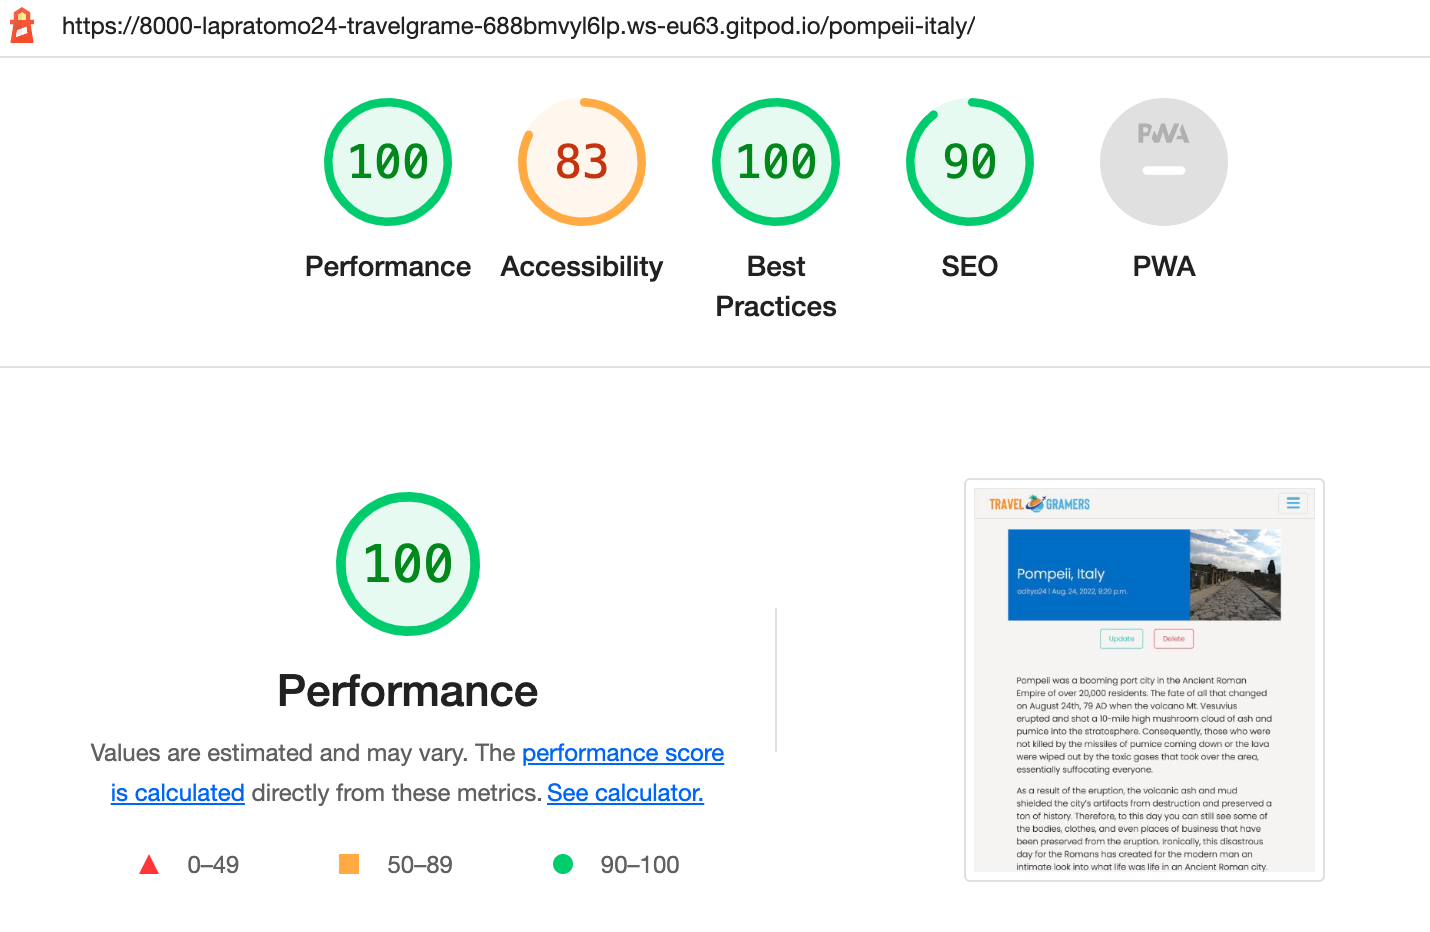 https://8000-lapratomo24-travelgrame-688bmvyl6lp.ws-eu63.gitpod.io/pompeii-italy/
100
83
100
90
PWA
Performance
Accessibility
Best
Practices
SEO
PWA
100
Performance
Values are estimated and may vary. The performance score
is calculated directly from these metrics. See calculator.
0–49
50–89
90–100
TRAVEL GRAMERS
Pompeii, Italy
aditya24 | Aug. 24, 2022, 9:20 p.m.
Update
Delete
Pompeii was a booming port city in the Ancient Roman
Empire of over 20,000 residents. The fate of all that changed
on August 24th, 79 AD when the volcano Mt. Vesuvius
erupted and shot a 10-mile high mushroom cloud of ash and
pumice into the stratosphere. Consequently, those who were
not killed by the missiles of pumice coming down or the lava
were wiped out by the toxic gases that took over the area,
essentially suffocating everyone.
As a result of the eruption, the volcanic ash and mud
shielded the city's artifacts from destruction and preserved a
ton of history. Therefore, to this day you can still see some of
the bodies, clothes, and even places of business that have
been preserved from the eruption. Ironically, this disastrous
day for the Romans has created for the modern man an
intimate look into what life was life in an Ancient Roman city.